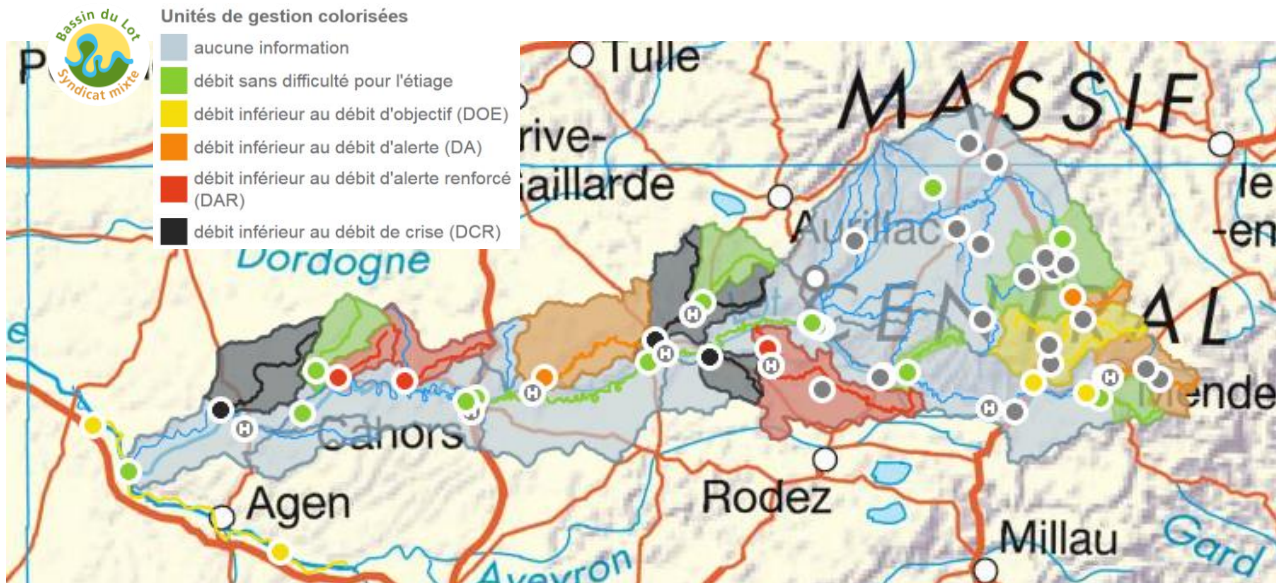 Bassin du Lot
Syndicat mixte
Unités de gestion colorisées
aucune information
débit sans difficulté pour l'étiage
débit inférieur au débit d'objectif (DOE)
débit inférieur au débit d'alerte (DA)
débit inférieur au débit d'alerte renforcé
(DAR)
débit inférieur au débit de crise (DCR)
P
Tulle
MASSIF
rive-
Gaillarde
le
-en
Aurillac
Dordogne
e
CENTRAL
Lot
H
H
H
H
H
Mende
H
H
H
Cahors
Agen
Rodez
Millau
Gard
Aveyron